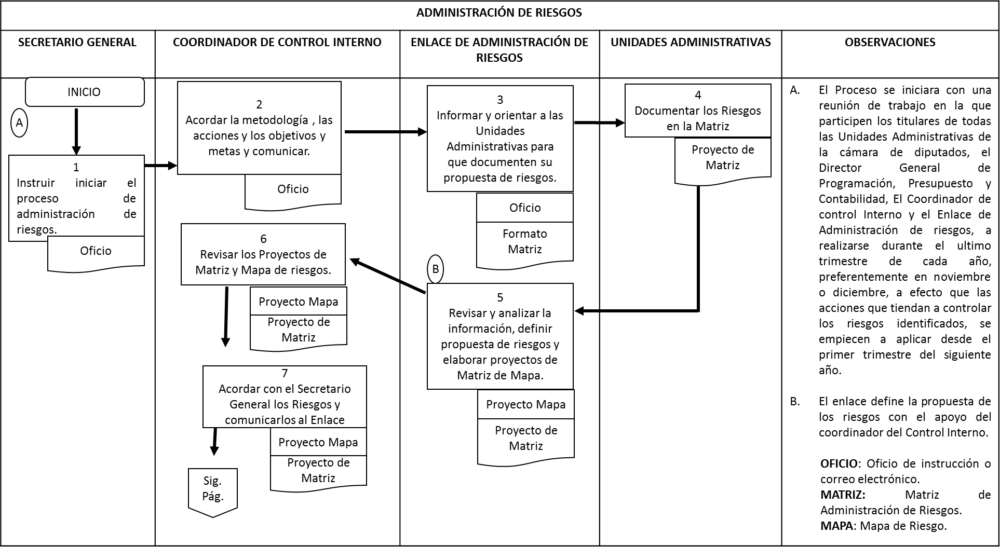 ADMINISTRACIÓN DE RIESGOS
SECRETARIO GENERAL
COORDINADOR DE CONTROL INTERNO
ENLACE DE ADMINISTRACIÓN DE
RIESGOS
UNIDADES ADMINISTRATIVAS
OBSERVACIONES
INICIO
A
1
Instruir iniciar el
proceso de
administración de
riesgos.
Oficio
2
Acordar la metodología , las
acciones y los objetivos y
metas y comunicar.
Oficio
3
Informar y orientar a las
Unidades
Administrativas para
que documenten su
propuesta de riesgos.
Oficio
Formato
Matriz
4
Documentar los Riesgos
en la Matriz
Proyecto de
Matriz
B
5
Revisar y analizar la
información, definir
propuesta de riesgos y
elaborar proyectos de
Matriz de Mapa.
Proyecto Mapa
Proyecto de
Matriz
6
Revisar los Proyectos de
Matriz y Mapa de riesgos.
Proyecto Mapa
Proyecto de
Matriz
7
Acordar con el Secretario
General los Riesgos y
comunicarlos al Enlace
Proyecto Mapa
Proyecto de
Matriz
Sig.
Pág.
A. El Proceso se iniciara con una
reunión de trabajo en la que
participen los titulares de todas
las Unidades Administrativas de
la cámara de diputados, el
Director General de
Programación, Presupuesto y
Contabilidad, El Coordinador de
control Interno y el Enlace de
Administración de riesgos, a
realizarse durante el ultimo
trimestre de cada año,
preferentemente en noviembre
o diciembre, a efecto que las
acciones que tiendan a controlar
los riesgos identificados, se
empiecen a aplicar desde el
primer trimestre del siguiente
año.
B. El enlace define la propuesta de
los riesgos con el apoyo del
coordinador del Control Interno.
OFICIO: Oficio de instrucción o
correo electrónico.
MATRIZ: Matriz de
Administración de Riesgos.
MAPA: Mapa de Riesgo.